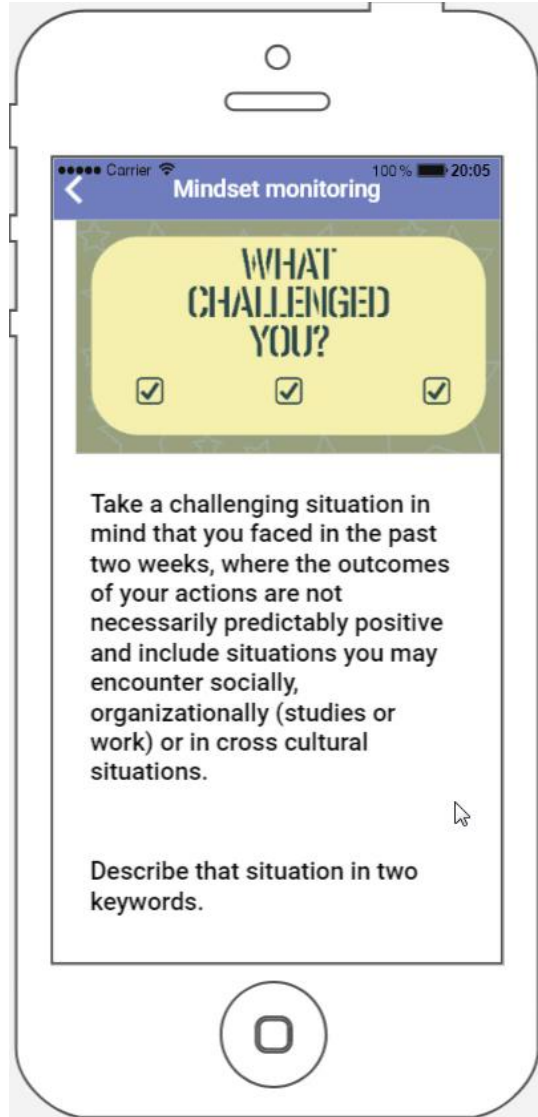 Carrier 100 % 20:05
Mindset monitoring
WHAT
CHALLENGED
YOU?
Take a challenging situation in
mind that you faced in the past
two weeks, where the outcomes
of your actions are not
necessarily predictably positive
and include situations you may
encounter socially,
organizationally (studies or
work) or in cross cultural
situations.
Describe that situation in two
keywords.